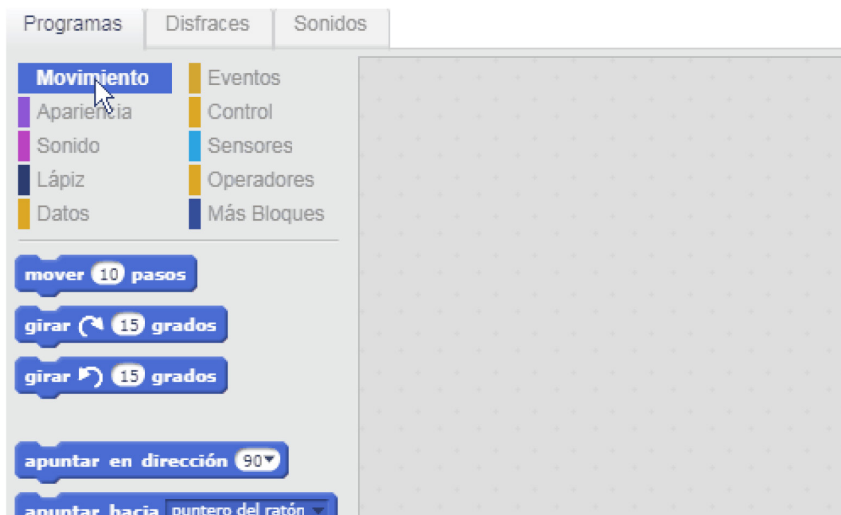 Programas Disfraces Sonidos
Movimiento Eventos
Apariencia Control
Sonido Sensores
Lápiz Operadores
Datos Más Bloques
mover 10 pasos
girar 15 grados
girar 15 grados
apuntar en dirección 90
apuntar hacia puntero del ratón